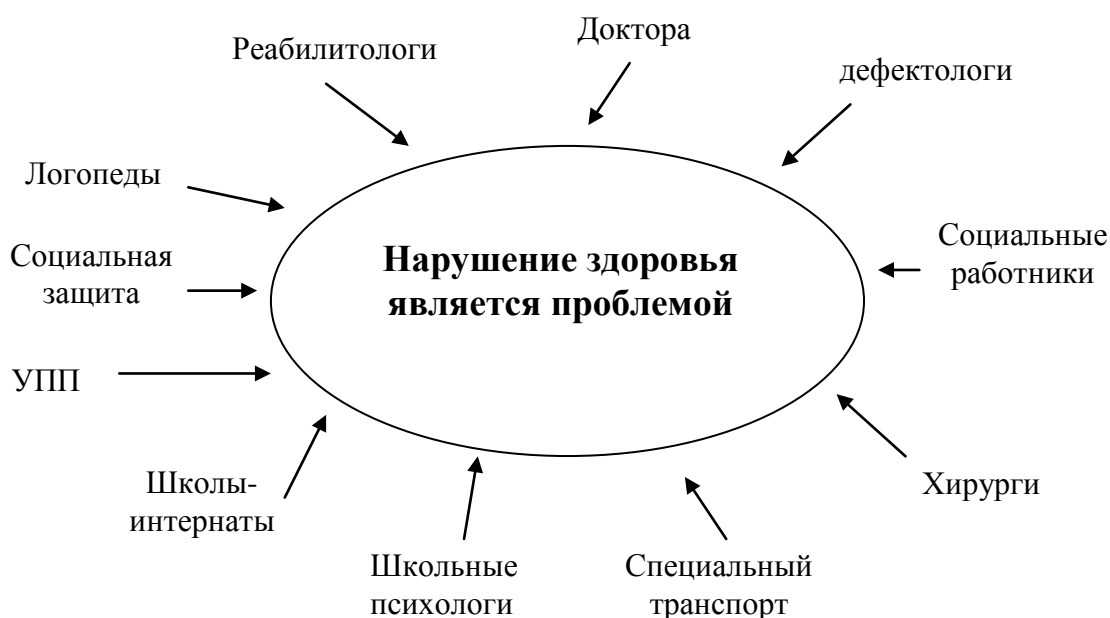 Доктора
Реабилитологи
дефектологи
Логопеды
Социальная
защита
Нарушение здоровья
является проблемой
Социальные
работники
УПП
Школы-
интернаты
Хирурги
Школьные
психологи
Специальный
транспорт